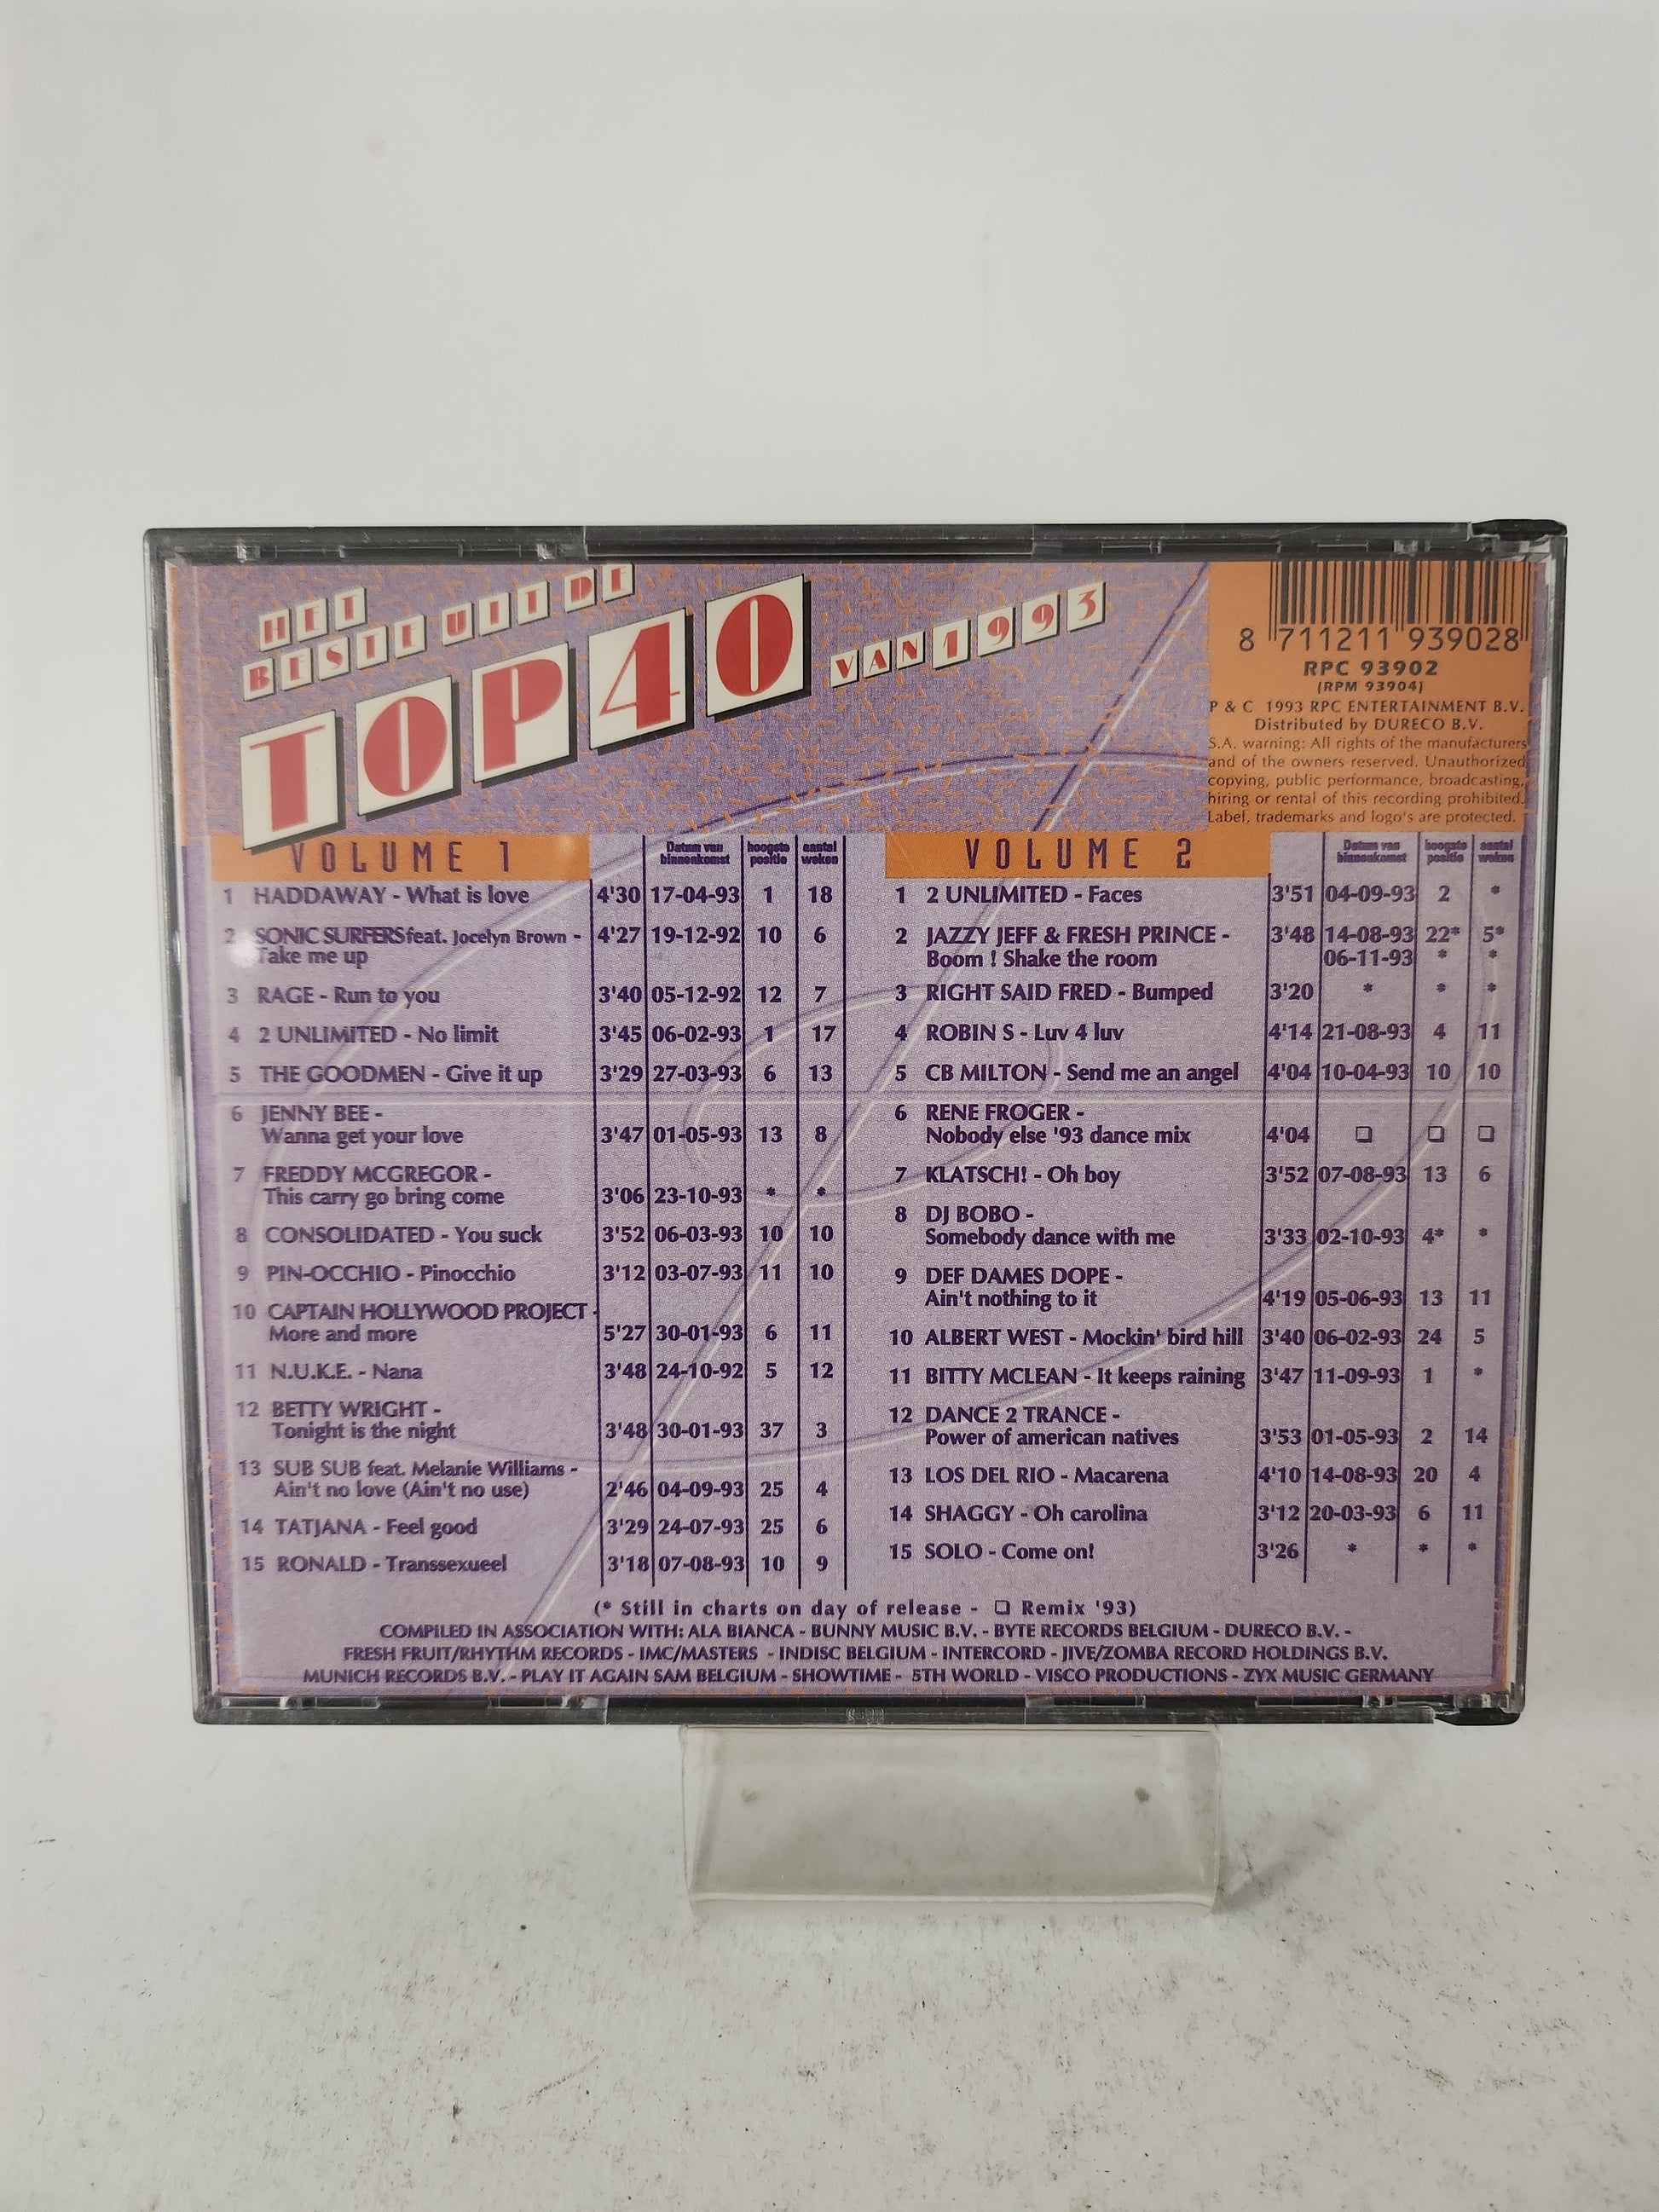 HET
BESTE UIT DE
TOP 40
VAN 1993
8 711211 939028
RPC 93902
(RPM 93904)
P & C 1993 RPC ENTERTAINMENT B.V.
Distributed by DURECO B.V.
S.A. warning: All rights of the manufacturers
and of the owners reserved. Unauthorized
copying, public performance, broadcasting,
hiring or rental of this recording prohibited.
Label, trademarks and logo's are protected.
VOLUME 1 Datum van binnenkomst hoogste positie aantal weken
1 HADDAWAY - What is love 4'30 17-04-93 1 18
2 SONIC SURFERS feat. Jocelyn Brown - 4'27 19-12-92 10 6
Take me up
3 RAGE - Run to you 3'40 05-12-92 12 7
4 2 UNLIMITED - No limit 3'45 06-02-93 1 17
5 THE GOODMEN - Give it up 3'29 27-03-93 6 13
6 JENNY BEE -
Wanna get your love 3'47 01-05-93 13 8
7 FREDDY MCGREGOR -
This carry go bring come 3'06 23-10-93 * *
8 CONSOLIDATED - You suck 3'52 06-03-93 10 10
9 PIN-OCCHIO - Pinocchio 3'12 03-07-93 11 10
10 CAPTAIN HOLLYWOOD PROJECT -
More and more 5'27 30-01-93 6 11
11 N.U.K.E. - Nana 3'48 24-10-92 5 12
12 BETTY WRIGHT -
Tonight is the night 3'48 30-01-93 37 3
13 SUB SUB feat. Melanie Williams -
Ain't no love (Ain't no use) 2'46 04-09-93 25 4
14 TATJANA - Feel good 3'29 24-07-93 25 6
15 RONALD - Transsexueel 3'18 07-08-93 10 9
VOLUME 2 Datum van binnenkomst hoogste positie aantal weken
1 2 UNLIMITED - Faces 3'51 04-09-93 2 *
2 JAZZY JEFF & FRESH PRINCE - 3'48 14-08-93 22* 5*
Boom ! Shake the room 06-11-93 * *
3 RIGHT SAID FRED - Bumped 3'20 * * *
4 ROBIN S - Luv 4 luv 4'14 21-08-93 4 11
5 CB MILTON - Send me an angel 4'04 10-04-93 10 10
6 RENE FROGER -
Nobody else '93 dance mix 4'04 ❏ ❏ ❏
7 KLATSCH! - Oh boy 3'52 07-08-93 13 6
8 DJ BOBO -
Somebody dance with me 3'33 02-10-93 4* *
9 DEF DAMES DOPE -
Ain't nothing to it 4'19 05-06-93 13 11
10 ALBERT WEST - Mockin' bird hill 3'40 06-02-93 24 5
11 BITTY MCLEAN - It keeps raining 3'47 11-09-93 1 *
12 DANCE 2 TRANCE -
Power of american natives 3'53 01-05-93 2 14
13 LOS DEL RIO - Macarena 4'10 14-08-93 20 4
14 SHAGGY - Oh carolina 3'12 20-03-93 6 11
15 SOLO - Come on! 3'26 * * *
(* Still in charts on day of release - ❏ Remix '93)
COMPILED IN ASSOCIATION WITH: ALA BIANCA - BUNNY MUSIC B.V. - BYTE RECORDS BELGIUM - DURECO B.V. -
FRESH FRUIT/RHYTHM RECORDS - IMC/MASTERS - INDISC BELGIUM - INTERCORD - JIVE/ZOMBA RECORD HOLDINGS B.V.
MUNICH RECORDS B.V. - PLAY IT AGAIN SAM BELGIUM - SHOWTIME - 5TH WORLD - VISCO PRODUCTIONS - ZYX MUSIC GERMANY